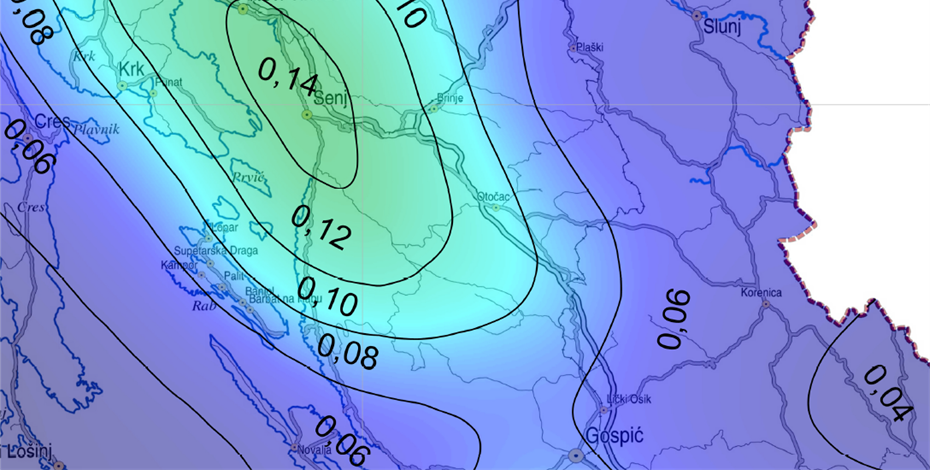 0,08
10
Slunj
Plaški
Krk
Krk
Punat
0,14
Senj
Brinje
Cres
Plavnik
0,06
Prvić
Otočac
Cres
0,12
Lopar
Supetarska Draga
Kampor
Palit
Banjol
Barbat na Rabu
Rab
0,10
0,06
Korenica
0,08
0,04
Lički Osik
Gospić
0,06
Novalja
Lošinj